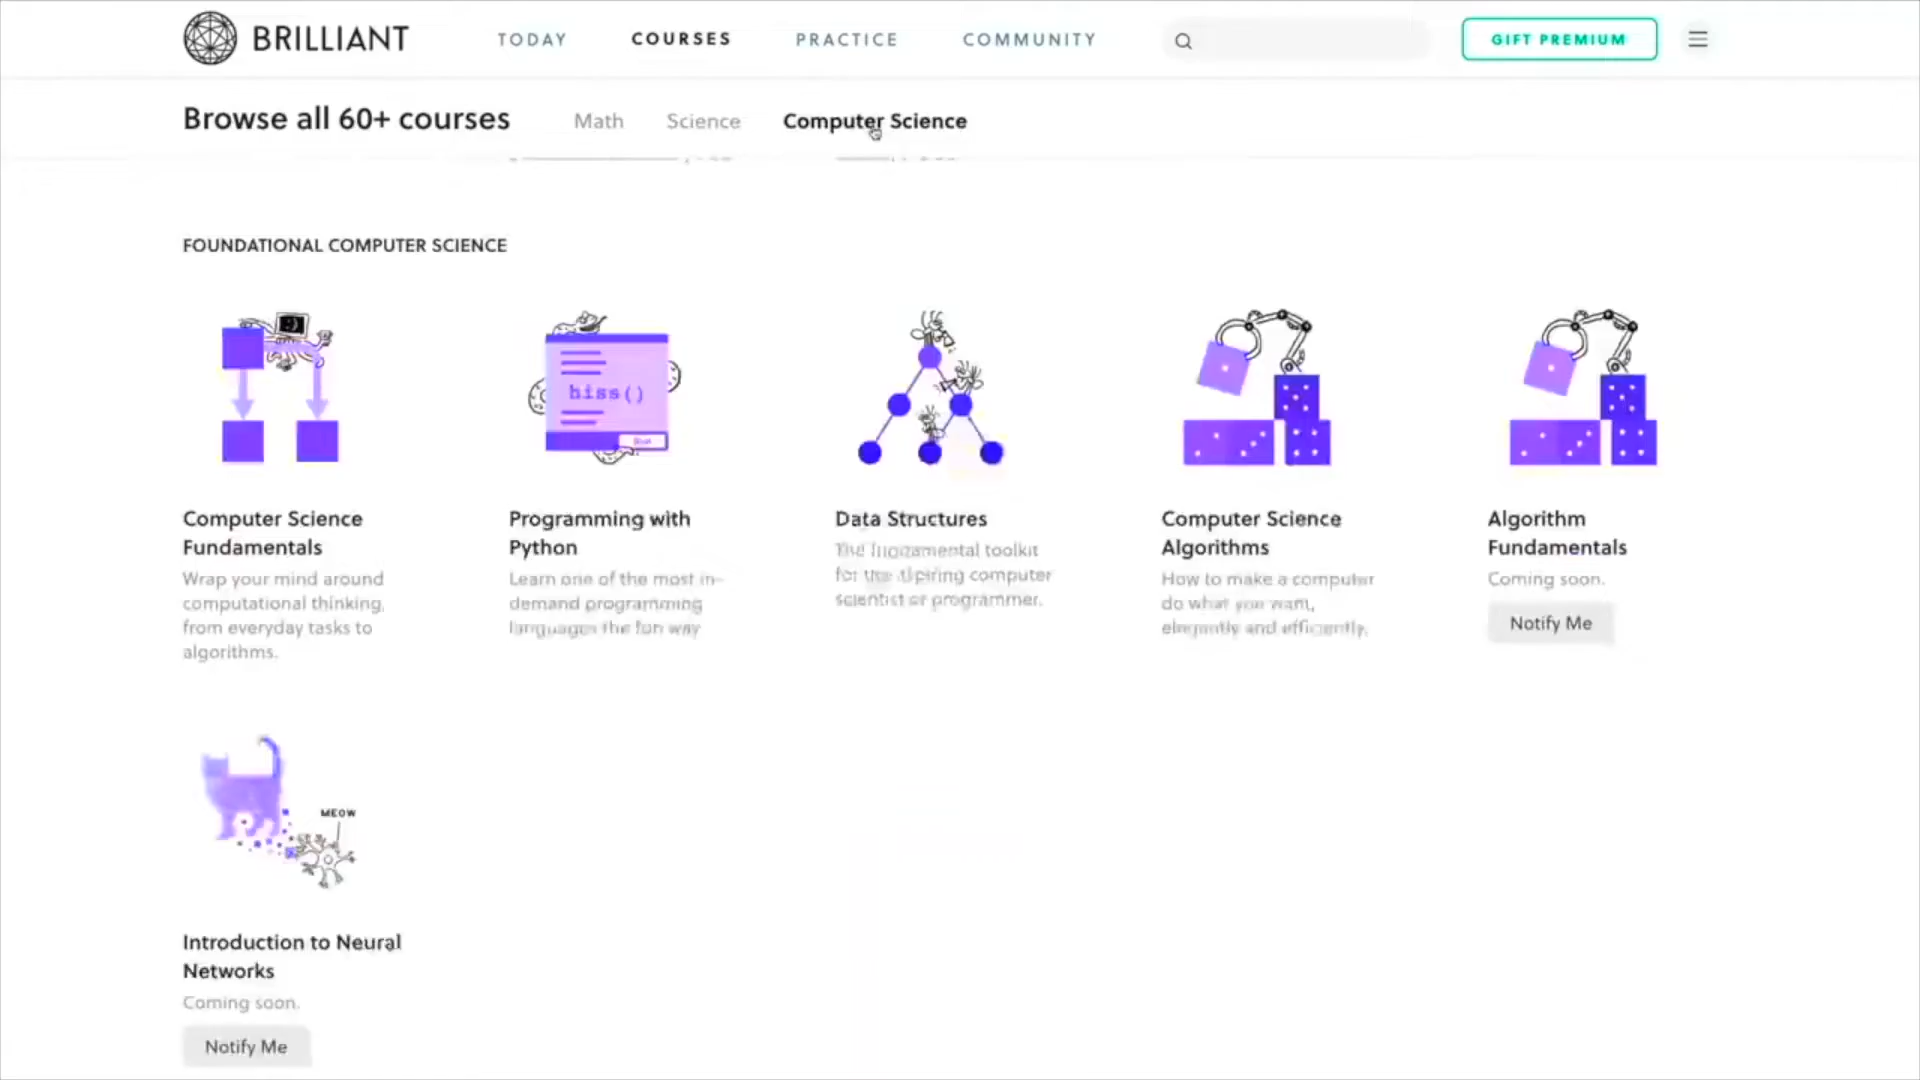 BRILLIANT
TODAY
COURSES
PRACTICE
COMMUNITY
GIFT PREMIUM
Browse all 60+ courses
Math
Science
Computer Science
FOUNDATIONAL COMPUTER SCIENCE
hiss()
Computer Science
Fundamentals
Wrap your mind around
computational thinking,
from everyday tasks to
algorithms.
Programming with
Python
Learn one of the most in-
demand programming
languages the fun way
Data Structures
The fundamental toolkit
for the aspiring computer
scientist or programmer.
Computer Science
Algorithms
How to make a computer
do what you want,
elegantly and efficiently.
Algorithm
Fundamentals
Coming soon.
Notify Me
MEOW
Introduction to Neural
Networks
Coming soon.
Notify Me